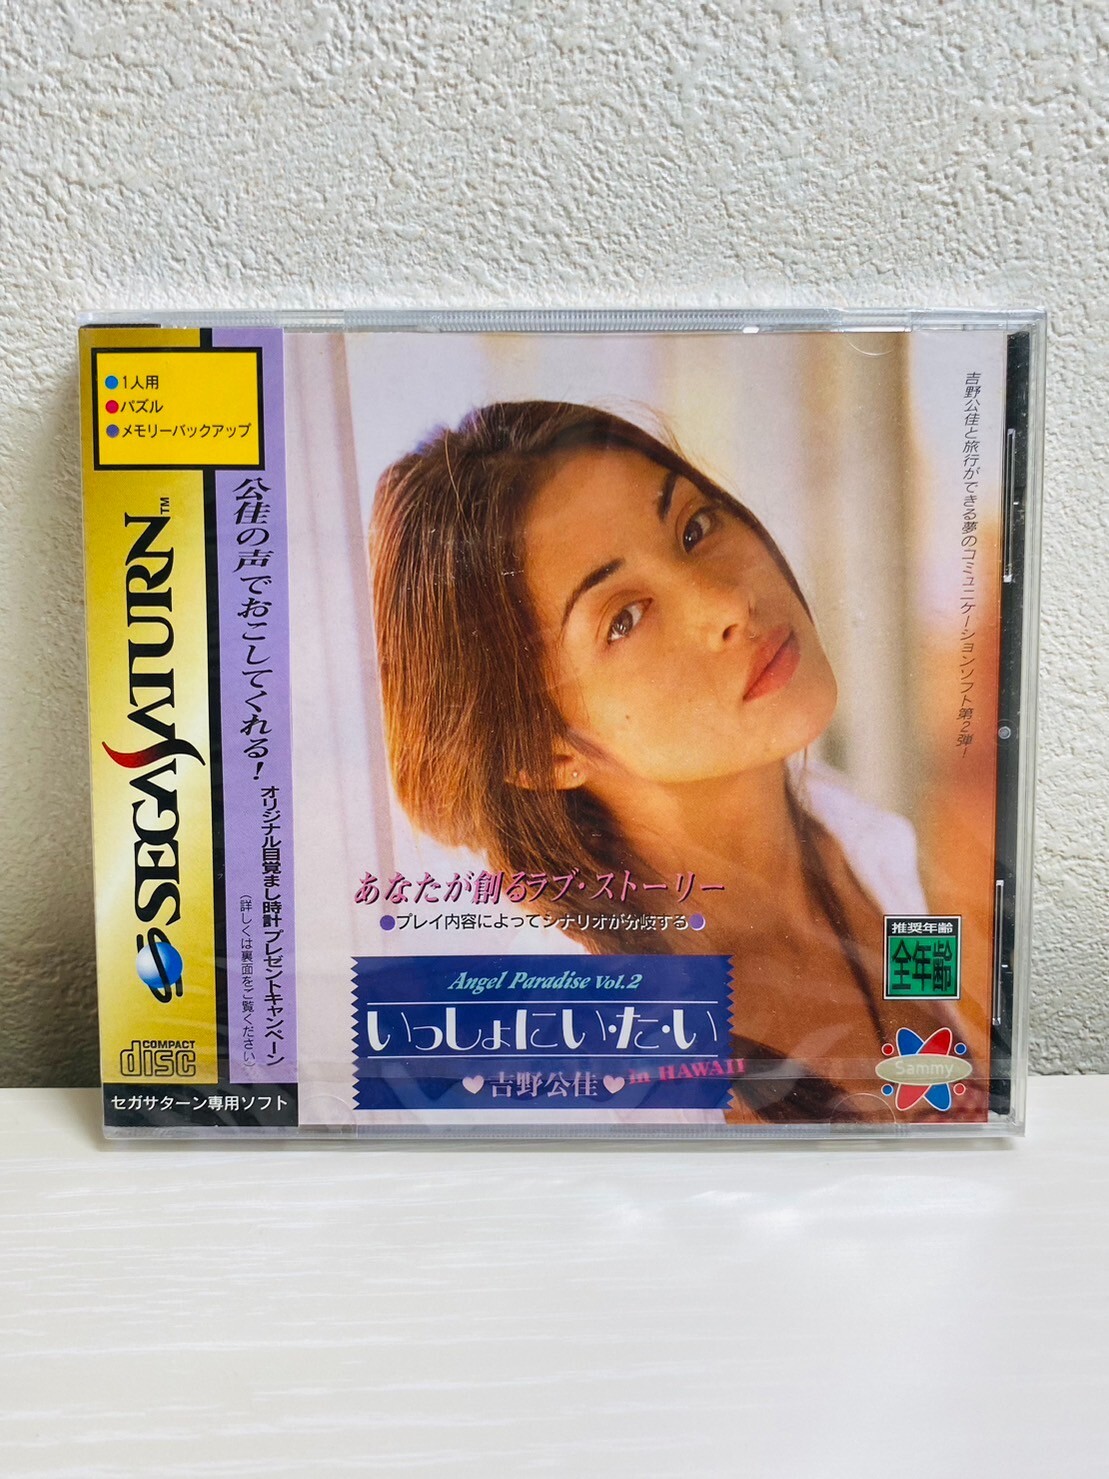 1人用
パズル
メモリーバックアップ
SEGA SATURN™
COMPACT
disc
セガサターン専用ソフト
公佳の声でおこしてくれる!
オリジナル目覚まし時計プレゼントキャンペーン
(詳しくは裏面をご覧ください)
吉野公佳と旅行ができる夢のコミュニケーションソフト第2弾!
あなたが創るラブ・ストーリー
●プレイ内容によってシナリオが分岐する●
Angel Paradise Vol.2
いっしょにい・た・い
♥吉野公佳♥ in HAWAII
推奨年齢
全年齢
Sammy